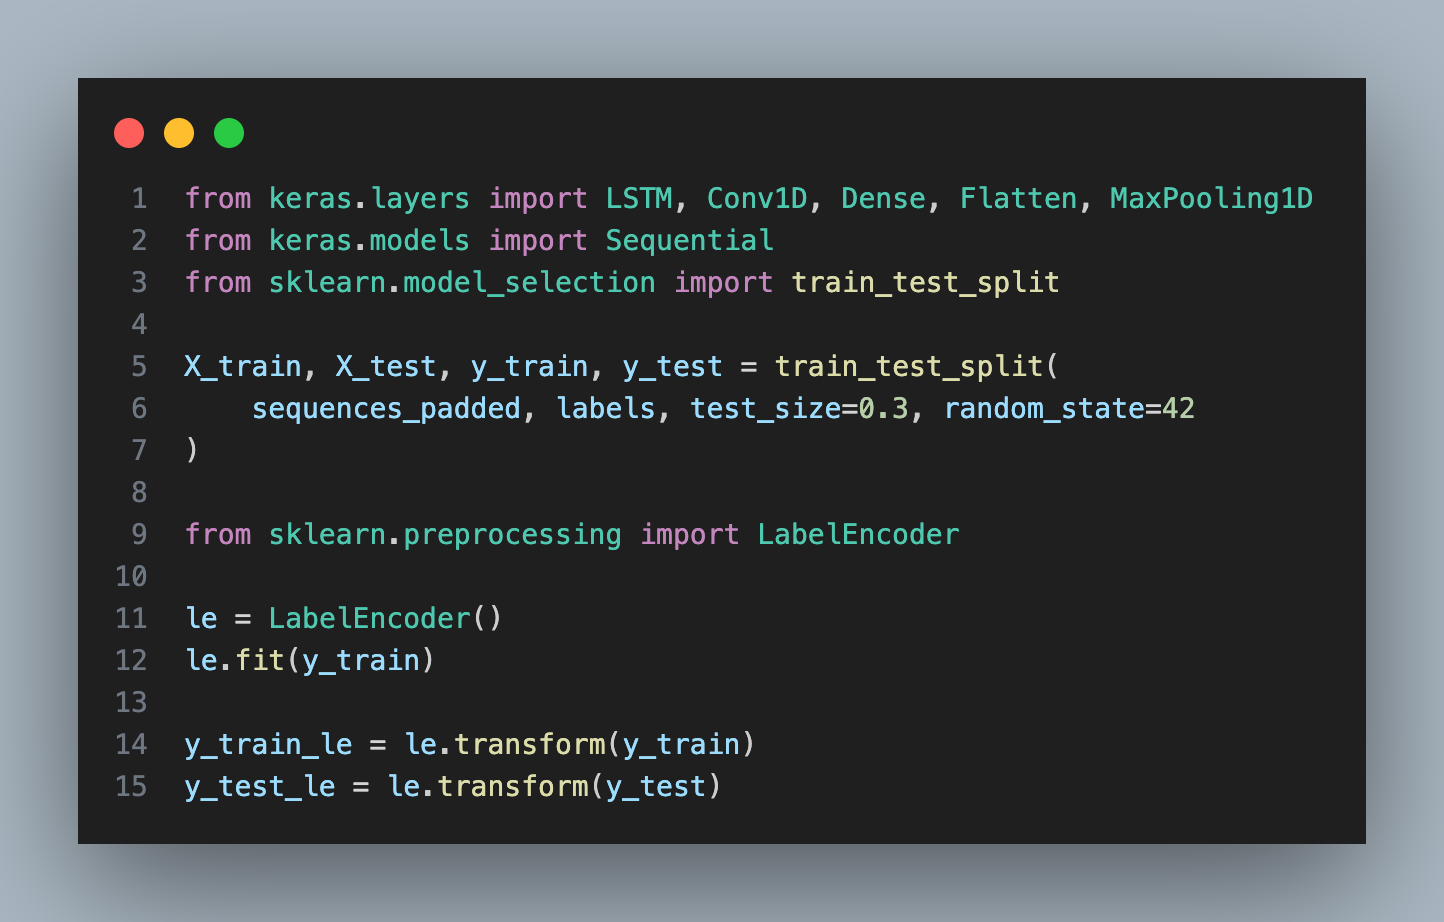 1 from keras.layers import LSTM, Conv1D, Dense, Flatten, MaxPooling1D
2 from keras.models import Sequential
3 from sklearn.model_selection import train_test_split
4
5 X_train, X_test, y_train, y_test = train_test_split(
6     sequences_padded, labels, test_size=0.3, random_state=42
7 )
8
9 from sklearn.preprocessing import LabelEncoder
10
11 le = LabelEncoder()
12 le.fit(y_train)
13
14 y_train_le = le.transform(y_train)
15 y_test_le = le.transform(y_test)